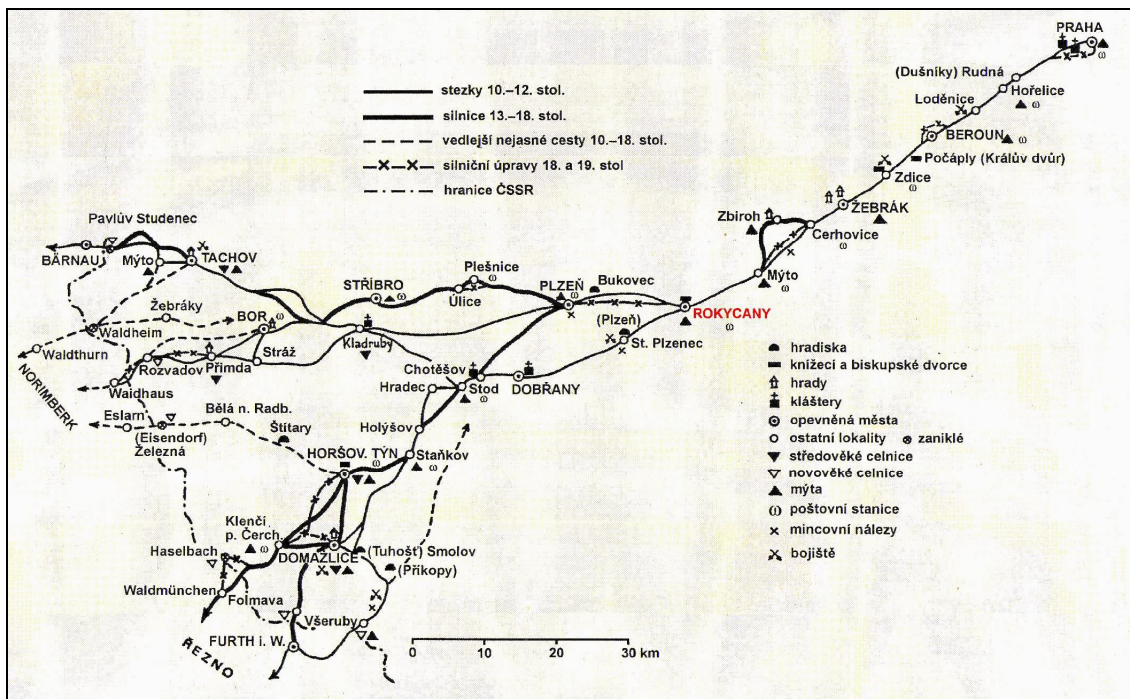 PRAHA
(Dušníky) Rudná
Hořelice
Loděnice
BEROUN
Počáply (Králův dvůr)
Zdice
ŽEBRÁK
Zbiroh
Cerhovice
Mýto
stezky 10.–12. stol.
silnice 13.–18. stol.
vedlejší nejasné cesty 10.–18. stol.
silniční úpravy 18. a 19. stol
hranice ČSSR
Pavlův Studenec
BÄRNAU
Mýto
TACHOV
STŘÍBRO
Plešnice
Úlice
PLZEŇ
Bukovec
ROKYCANY
(Plzeň)
St. Plzenec
Žebráky
BOR
Waldheim
Kladruby
Waldthurn
Rozvadov
Přimda
Stráž
Chotěšov
Stod
DOBŘANY
Hradec
NORIMBERK
Waidhaus
Eslarn
Bělá n. Radb.
Štítary
(Eisendorf)
Železná
Holýšov
HORŠOV. TÝN
Staňkov
Klenčí
p. Čerch.
Haselbach
DOMAŽLICE
(Tuhošť) Smolov
(Příkopy)
Waldmünchen
Folmava
Všeruby
FURTH i. W.
ŘEZNO
0 10 20 30 km
hradiska
knížecí a biskupské dvorce
hrady
kláštery
opevněná města
ostatní lokality
zaniklé
středověké celnice
novověké celnice
mýta
poštovní stanice
mincovní nálezy
bojiště